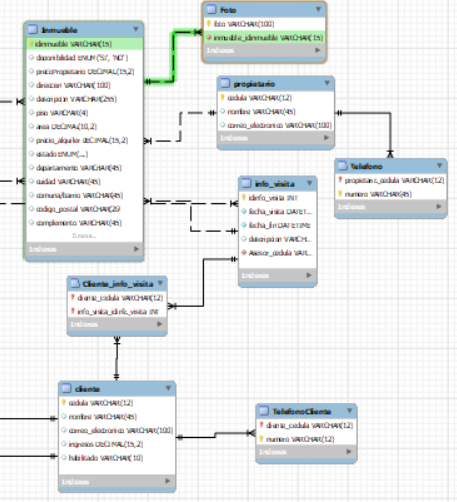 Foto
foto VARCHAR(100)
inmueble_idinmueble VARCHAR(15)
Indexes
Inmueble
idinmueble VARCHAR(15)
disponibilidad ENUM('SI', 'NO')
precioPropietario DECIMAL(15,2)
direccion VARCHAR(100)
descripcion VARCHAR(255)
piso VARCHAR(4)
area DECIMAL(10,2)
precio_alquiler DECIMAL(15,2)
estado ENUM(...)
departamento VARCHAR(45)
ciudad VARCHAR(45)
comuna/barrio VARCHAR(45)
codigo_postal VARCHAR(20)
complemento VARCHAR(45)
Indexes
propietario
cedula VARCHAR(12)
nombre VARCHAR(45)
correo_electronico VARCHAR(100)
Indexes
Telefono
propietario_cedula VARCHAR(12)
numero VARCHAR(45)
Indexes
info_visita
idinfo_visita INT
fecha_visita DATET...
fecha_fin DATETIME
descripcion VARCH...
Asesor_cedula VAR...
Indexes
Cliente_info_visita
cliente_cedula VARCHAR(12)
info_visita_idinfo_visita INT
Indexes
cliente
cedula VARCHAR(12)
nombre VARCHAR(45)
correo_electronico VARCHAR(100)
ingresos DECIMAL(15,2)
habilitado VARCHAR(10)
Indexes
TelefonoCliente
cliente_cedula VARCHAR(12)
numero VARCHAR(12)
Indexes